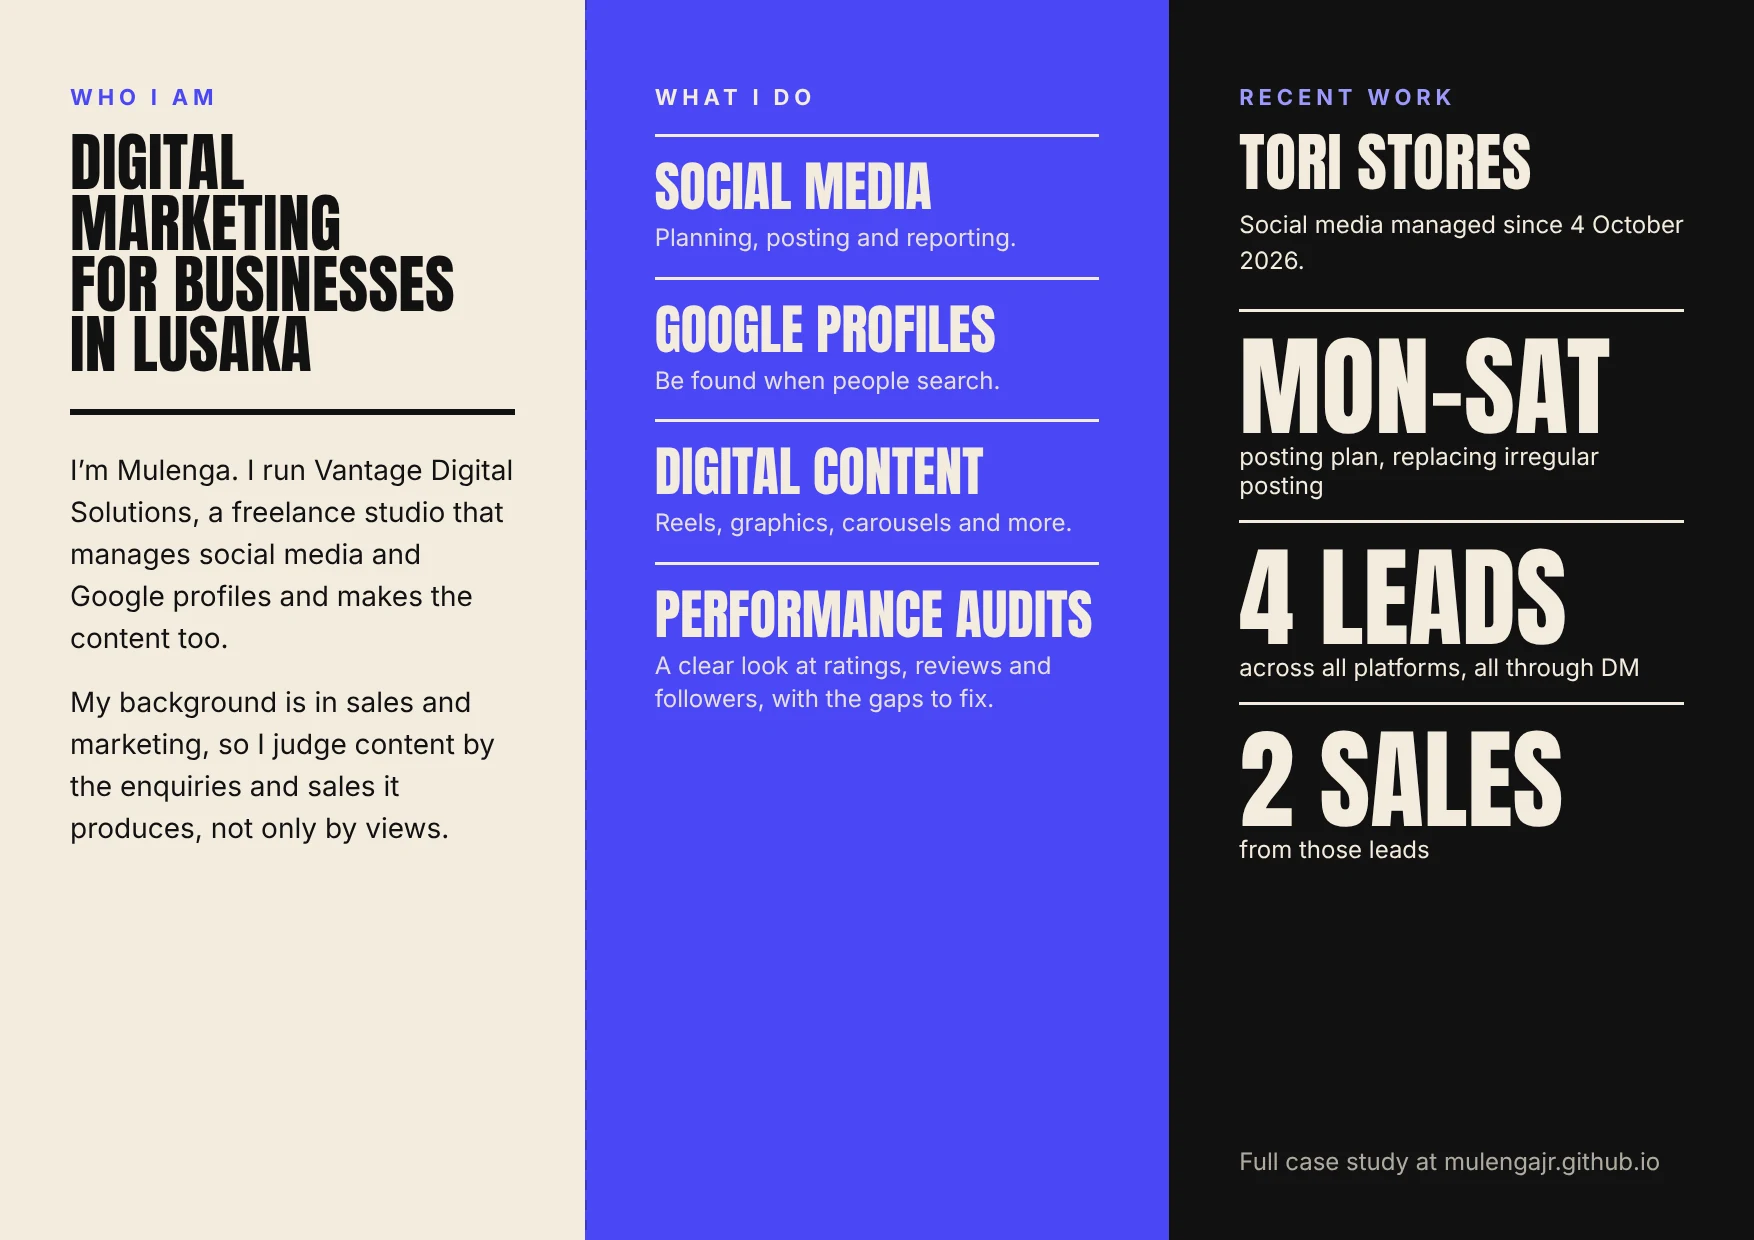 WHO I AM
DIGITAL
MARKETING
FOR BUSINESSES
IN LUSAKA
I’m Mulenga. I run Vantage Digital
Solutions, a freelance studio that
manages social media and
Google profiles and makes the
content too.
My background is in sales and
marketing, so I judge content by
the enquiries and sales it
produces, not only by views.
WHAT I DO
SOCIAL MEDIA
Planning, posting and reporting.
GOOGLE PROFILES
Be found when people search.
DIGITAL CONTENT
Reels, graphics, carousels and more.
PERFORMANCE AUDITS
A clear look at ratings, reviews and
followers, with the gaps to fix.
RECENT WORK
TORI STORES
Social media managed since 4 October
2026.
MON–SAT
posting plan, replacing irregular
posting
4 LEADS
across all platforms, all through DM
2 SALES
from those leads
Full case study at mulengajr.github.io